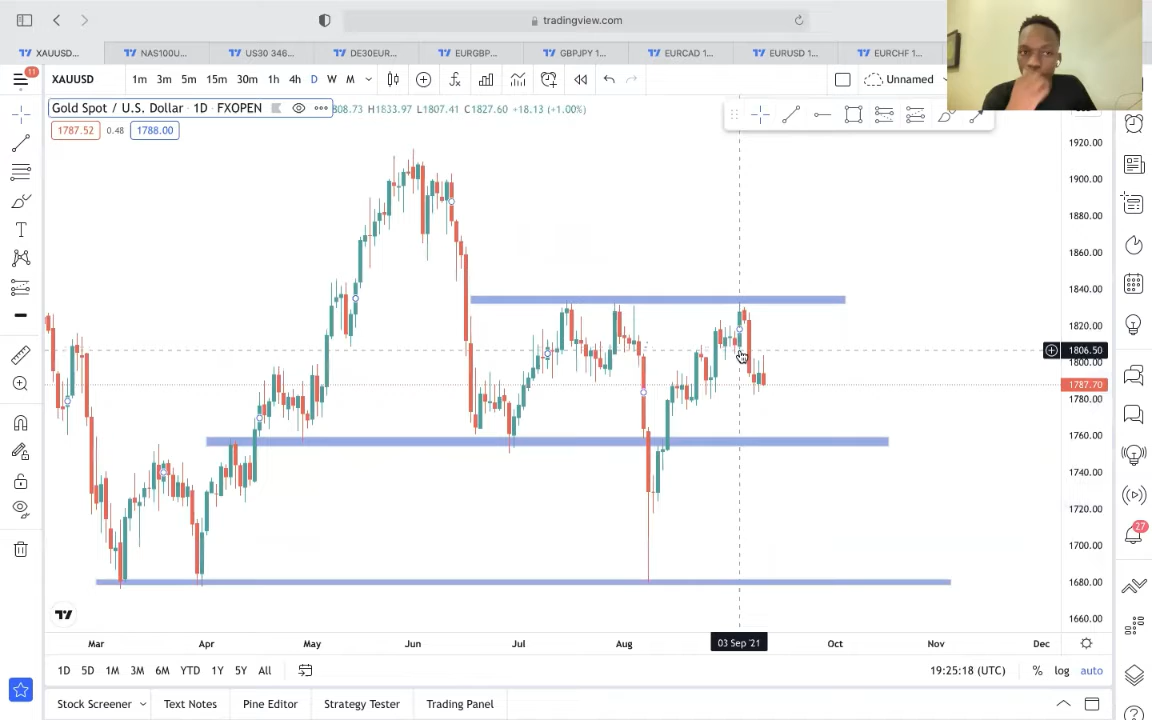 tradingview.com
XAUUSD... NAS100U... US30 346... DE30EUR... EURGBP... GBPJPY 1... EURCAD 1... EURUSD 1... EURCHF 1...
11 XAUUSD 1m 3m 5m 15m 30m 1h 4h D W M Unnamed
Gold Spot / U.S. Dollar · 1D · FXOPEN 808.73 H1833.97 L1807.41 C1827.60 +18.13 (+1.00%)
1787.52 0.48 1788.00
1920.00
1900.00
1880.00
1860.00
1840.00
1820.00
1806.50
1800.00
1787.70
1780.00
1760.00
1740.00
1720.00
1700.00
1680.00
1660.00
27
Mar Apr May Jun Jul Aug 03 Sep '21 Oct Nov Dec
1D 5D 1M 3M 6M YTD 1Y 5Y All 19:25:18 (UTC) % log auto
Stock Screener Text Notes Pine Editor Strategy Tester Trading Panel